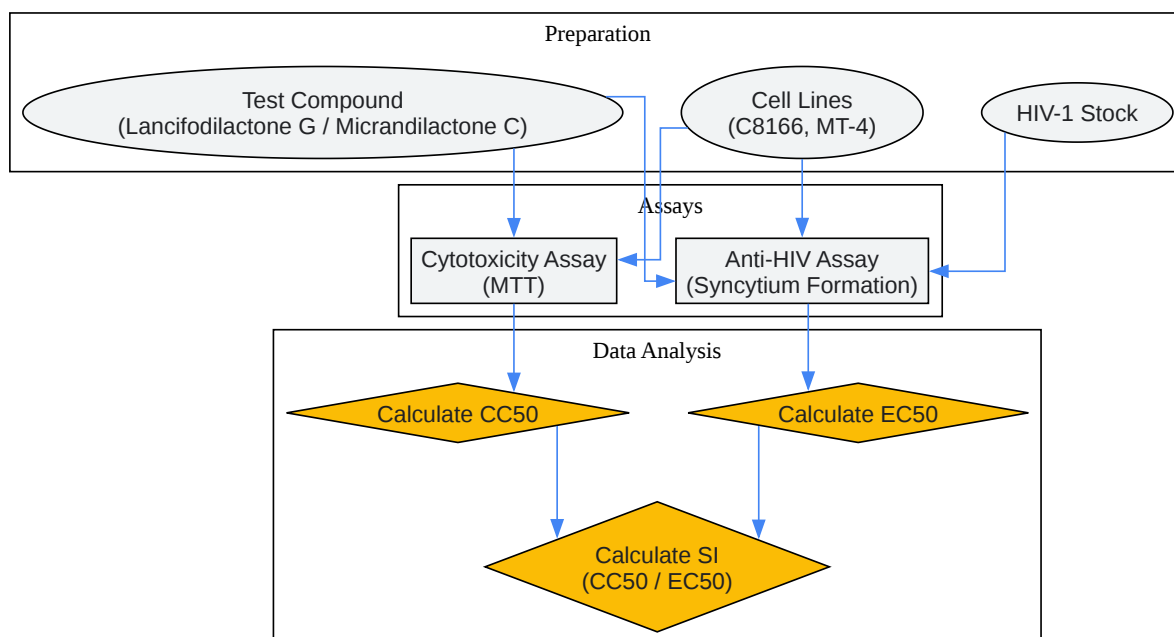 Preparation
Test Compound
(Lancifodilactone G / Micrandilactone C)
Cell Lines
(C8166, MT-4)
HIV-1 Stock
Assays
Cytotoxicity Assay
(MTT)
Anti-HIV Assay
(Syncytium Formation)
Data Analysis
Calculate CC50
Calculate EC50
Calculate SI
(CC50 / EC50)